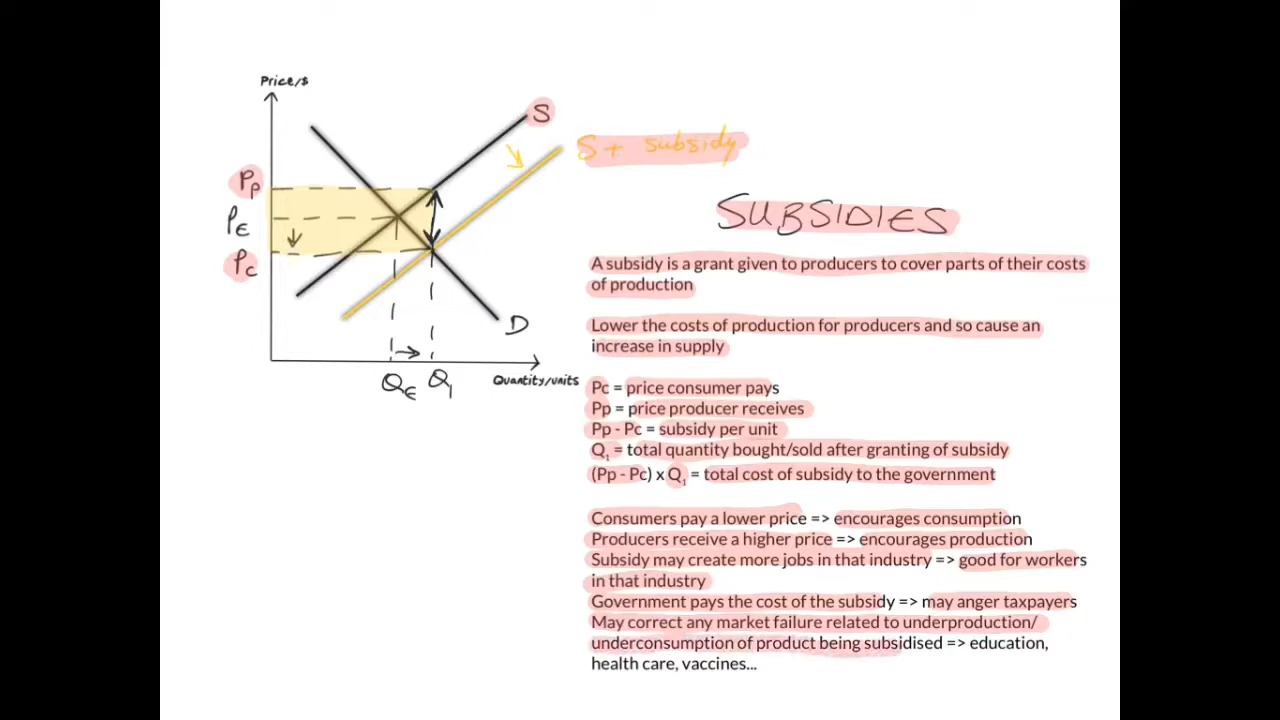 Price/$
S
S + subsidy
Pp
PE
Pc
D
QE
Q1
Quantity/units
SUBSIDIES
A subsidy is a grant given to producers to cover parts of their costs
of production
Lower the costs of production for producers and so cause an
increase in supply
Pc = price consumer pays
Pp = price producer receives
Pp - Pc = subsidy per unit
Q₁ = total quantity bought/sold after granting of subsidy
(Pp - Pc) x Q₁ = total cost of subsidy to the government
Consumers pay a lower price => encourages consumption
Producers receive a higher price => encourages production
Subsidy may create more jobs in that industry => good for workers
in that industry
Government pays the cost of the subsidy => may anger taxpayers
May correct any market failure related to underproduction/
underconsumption of product being subsidised => education,
health care, vaccines...